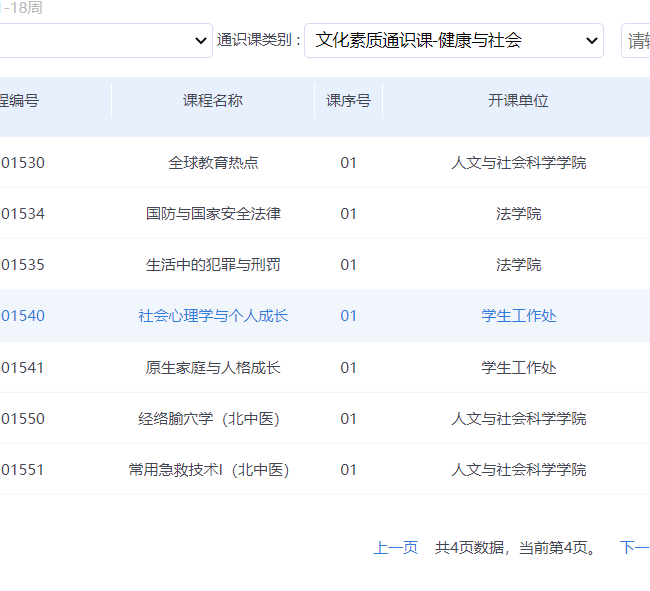 -18周
通识课类别： 文化素质通识课-健康与社会 请
程编号 课程名称 课序号 开课单位
01530 全球教育热点 01 人文与社会科学学院
01534 国防与国家安全法律 01 法学院
01535 生活中的犯罪与刑罚 01 法学院
01540 社会心理学与个人成长 01 学生工作处
01541 原生家庭与人格成长 01 学生工作处
01550 经络腧穴学（北中医） 01 人文与社会科学学院
01551 常用急救技术I（北中医） 01 人文与社会科学学院
上一页 共4页数据，当前第4页。 下一